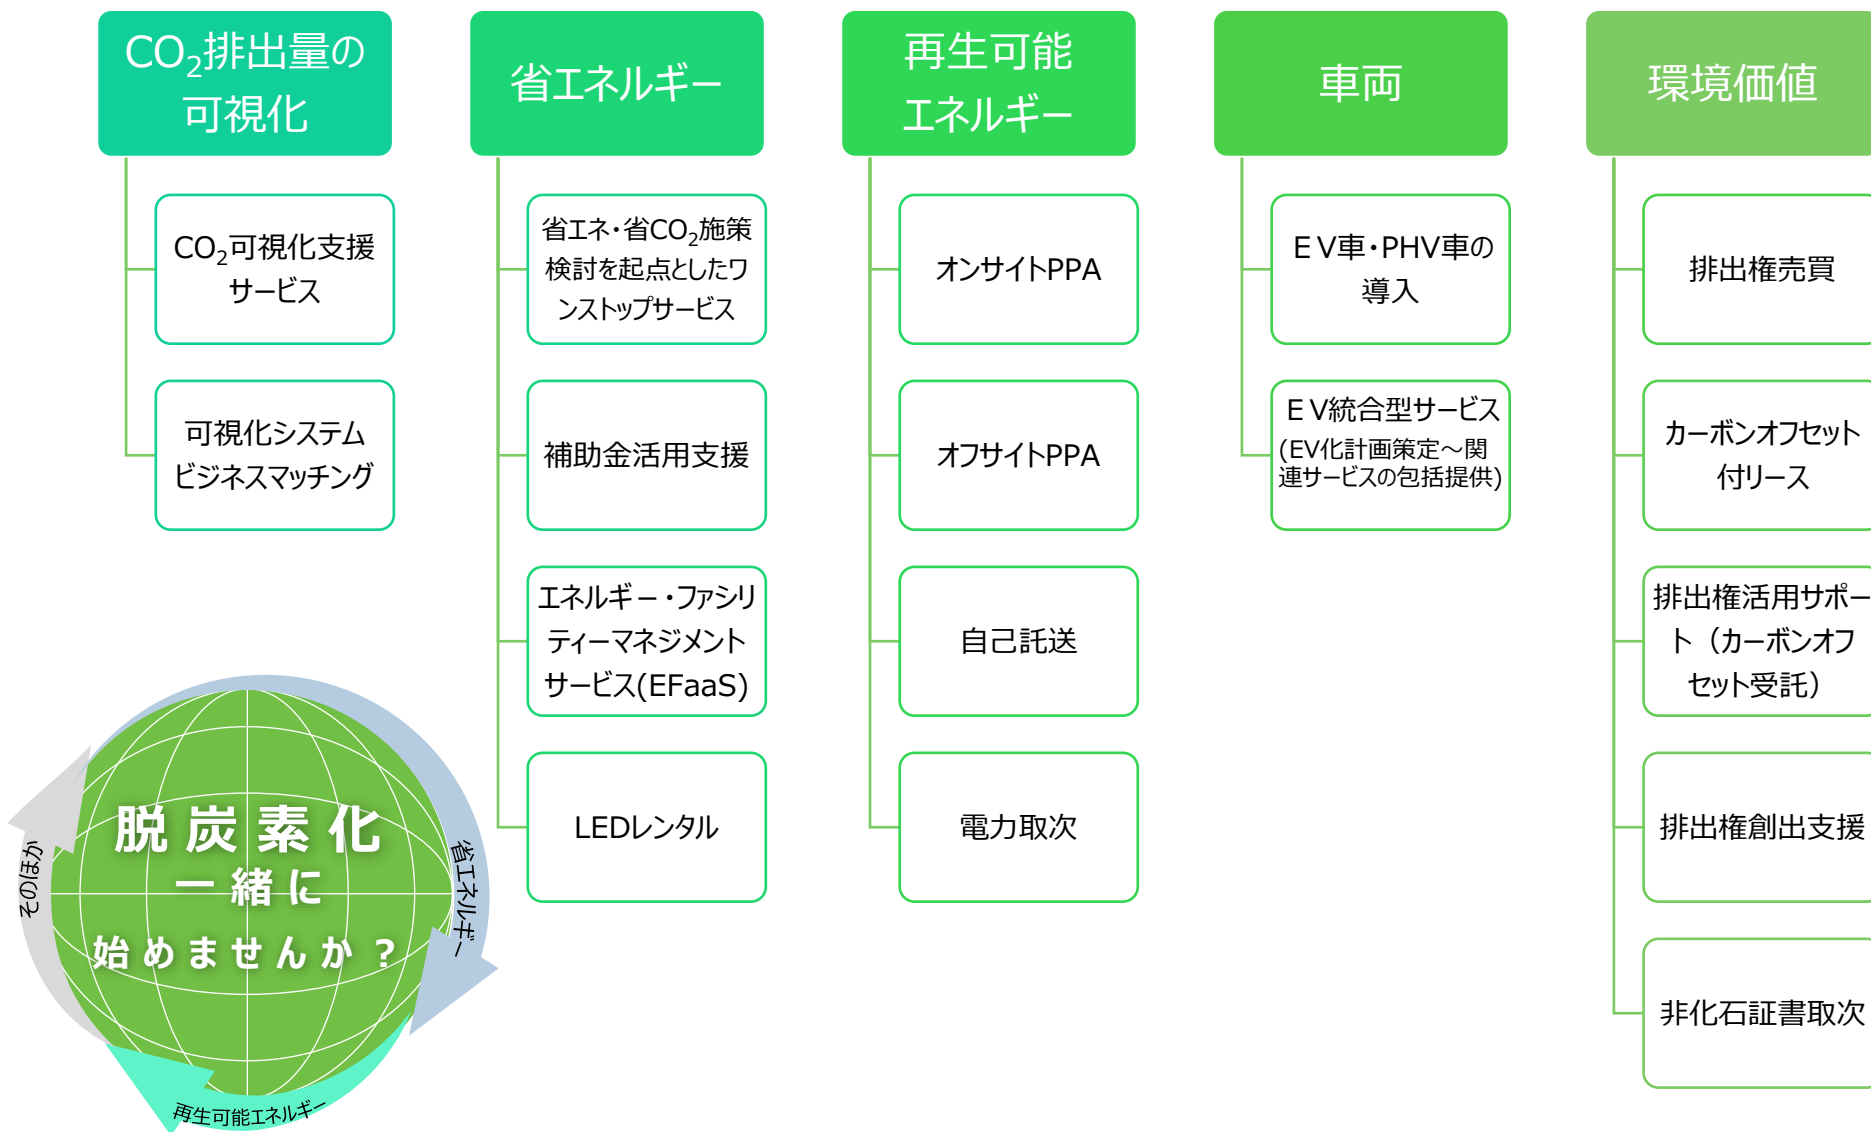 CO₂排出量の
可視化
CO₂可視化支援
サービス
可視化システム
ビジネスマッチング
省エネルギー
省エネ・省CO₂施策
検討を起点としたワ
ンストップサービス
補助金活用支援
エネルギー・ファシリ
ティーマネジメント
サービス(EFaaS)
LEDレンタル
再生可能
エネルギー
オンサイトPPA
オフサイトPPA
自己託送
電力取次
車両
ＥV車・PHV車の
導入
ＥV統合型サービス
(EV化計画策定～関
連サービスの包括提供)
環境価値
排出権売買
カーボンオフセット
付リース
排出権活用サポー
ト（カーボンオフ
セット受託）
排出権創出支援
非化石証書取次
脱炭素化
一緒に
始めませんか？
省エネルギー
再生可能エネルギー
そのほか